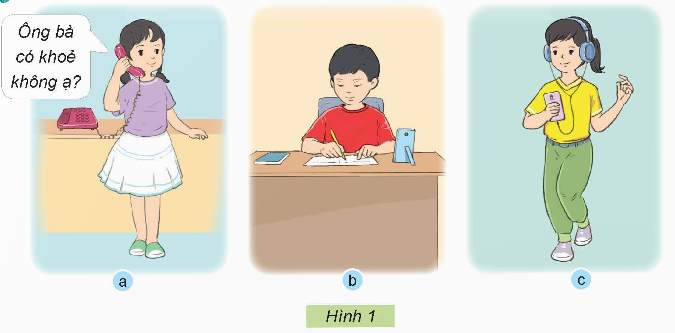 Ông bà
có khoẻ
không ạ?
a
b
c
Hình 1